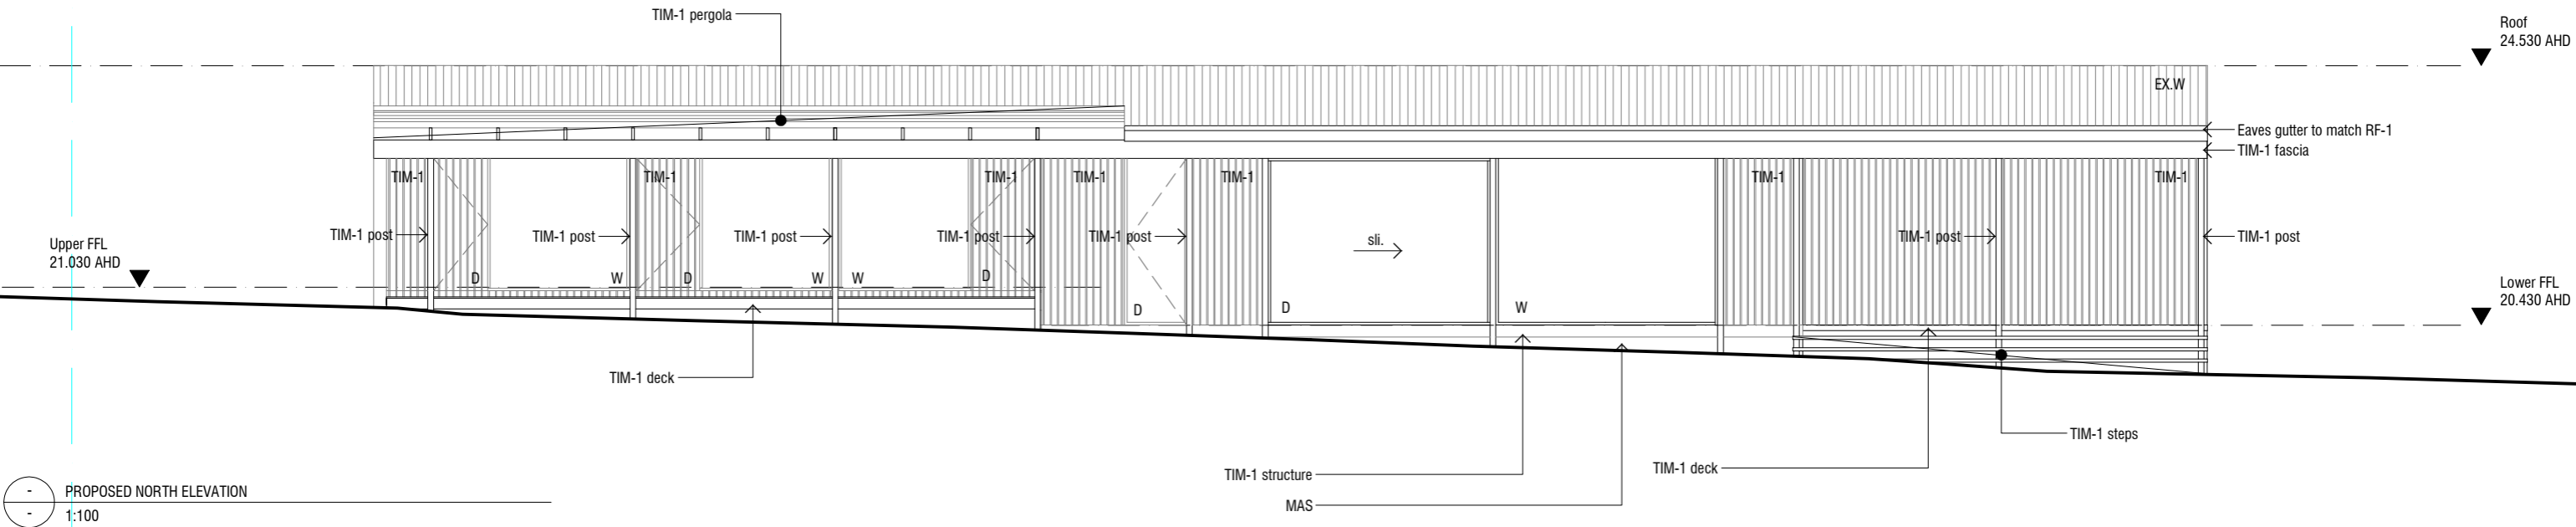 TIM-1 pergola
Roof
24.530 AHD
EX.W
Eaves gutter to match RF-1
TIM-1 fascia
TIM-1
TIM-1
TIM-1
TIM-1
TIM-1
TIM-1
TIM-1
TIM-1 post
TIM-1 post
TIM-1 post
TIM-1 post
TIM-1 post
sli.
TIM-1 post
TIM-1 post
Upper FFL
21.030 AHD
D
W
D
W
W
D
D
D
W
Lower FFL
20.430 AHD
TIM-1 deck
TIM-1 steps
TIM-1 structure
TIM-1 deck
MAS
-
-
PROPOSED NORTH ELEVATION
1:100